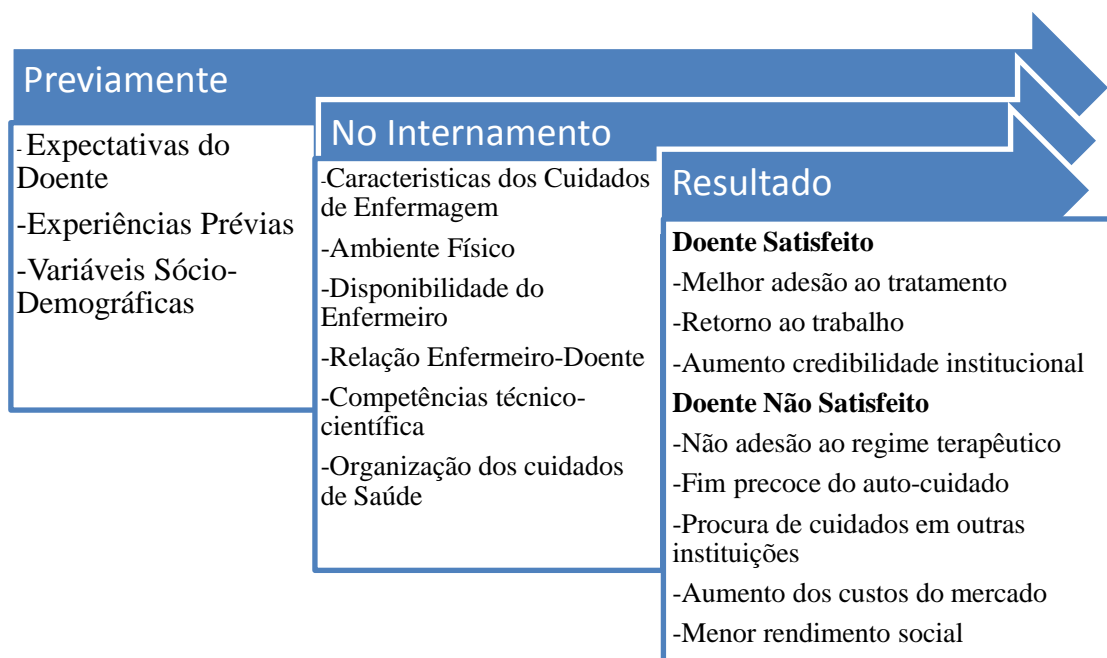 Previamente
- Expectativas do
Doente
-Experiências Prévias
-Variáveis Sócio-
Demográficas
No Internamento
-Caracteristicas dos Cuidados
de Enfermagem
-Ambiente Físico
-Disponibilidade do
Enfermeiro
-Relação Enfermeiro-Doente
-Competências técnico-
científica
-Organização dos cuidados
de Saúde
Resultado
Doente Satisfeito
-Melhor adesão ao tratamento
-Retorno ao trabalho
-Aumento credibilidade institucional
Doente Não Satisfeito
-Não adesão ao regime terapêutico
-Fim precoce do auto-cuidado
-Procura de cuidados em outras
instituições
-Aumento dos custos do mercado
-Menor rendimento social